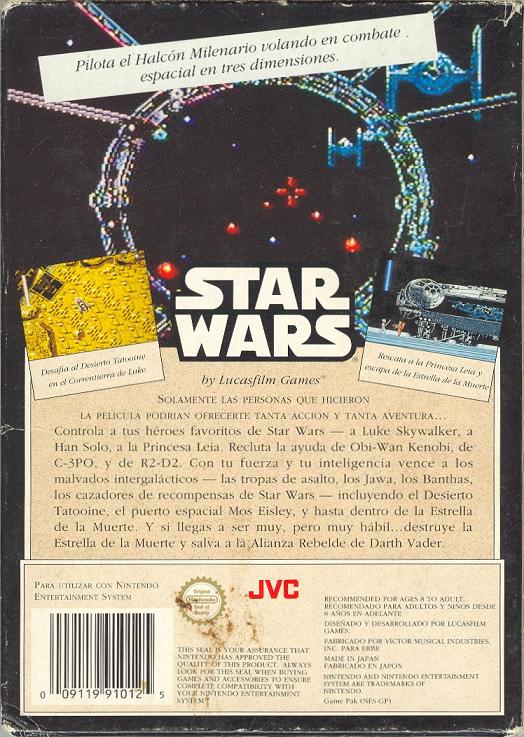 Pilota el Halcón Milenario volando en combate .
espacial en tres dimensiones.
STAR
WARS®
Desafía al Desierto Tatooine
en el Correntierra de Luke.
Rescata a la Princesa Leia y
escapa de la Estrella de la Muerte
by Lucasfilm Games™
SOLAMENTE LAS PERSONAS QUE HICIERON
LA PELICULA PODRIAN OFRECERTE TANTA ACCION Y TANTA AVENTURA...
Controla a tus héroes favoritos de Star Wars — a Luke Skywalker, a
Han Solo, a la Princesa Leia. Recluta la ayuda de Obi-Wan Kenobi, de
C-3PO, y de R2-D2. Con tu fuerza y tu inteligencia vence a los
malvados intergalácticos — las tropas de asalto, los Jawa, los Banthas,
los cazadores de recompensas de Star Wars — incluyendo el Desierto
Tatooine, el puerto espacial Mos Eisley, y hasta dentro de la Estrella
de la Muerte. Y si llegas a ser muy, pero muy hábil...destruye la
Estrella de la Muerte y salva a la Alianza Rebelde de Darth Vader.
PARA UTILIZAR CON NINTENDO
ENTERTAINMENT SYSTEM
0 09119 91012 5
Original
Nintendo
Seal of
Quality
THIS SEAL IS YOUR ASSURANCE THAT
NINTENDO HAS APPROVED THE
QUALITY OF THIS PRODUCT. ALWAYS
LOOK FOR THIS SEAL WHEN BUYING
GAMES AND ACCESSORIES TO ENSURE
COMPLETE COMPATIBILITY WITH
YOUR NINTENDO ENTERTAINMENT
SYSTEM
JVC
RECOMMENDED FOR AGES 8 TO ADULT.
RECOMENDADO PARA ADULTOS Y NIÑOS DESDE
8 AÑOS EN ADELANTE
DISEÑADO Y DESARROLLADO POR LUCASFILM
GAMES.
FABRICADO POR VICTOR MUSICAL INDUSTRIES,
INC. PARA ERBE
MADE IN JAPAN
FABRICADO EN JAPON
NINTENDO AND NINTENDO ENTERTAINMENT
SYSTEM ARE TRADEMARKS OF
NINTENDO.
Game Pak (NES-GP)